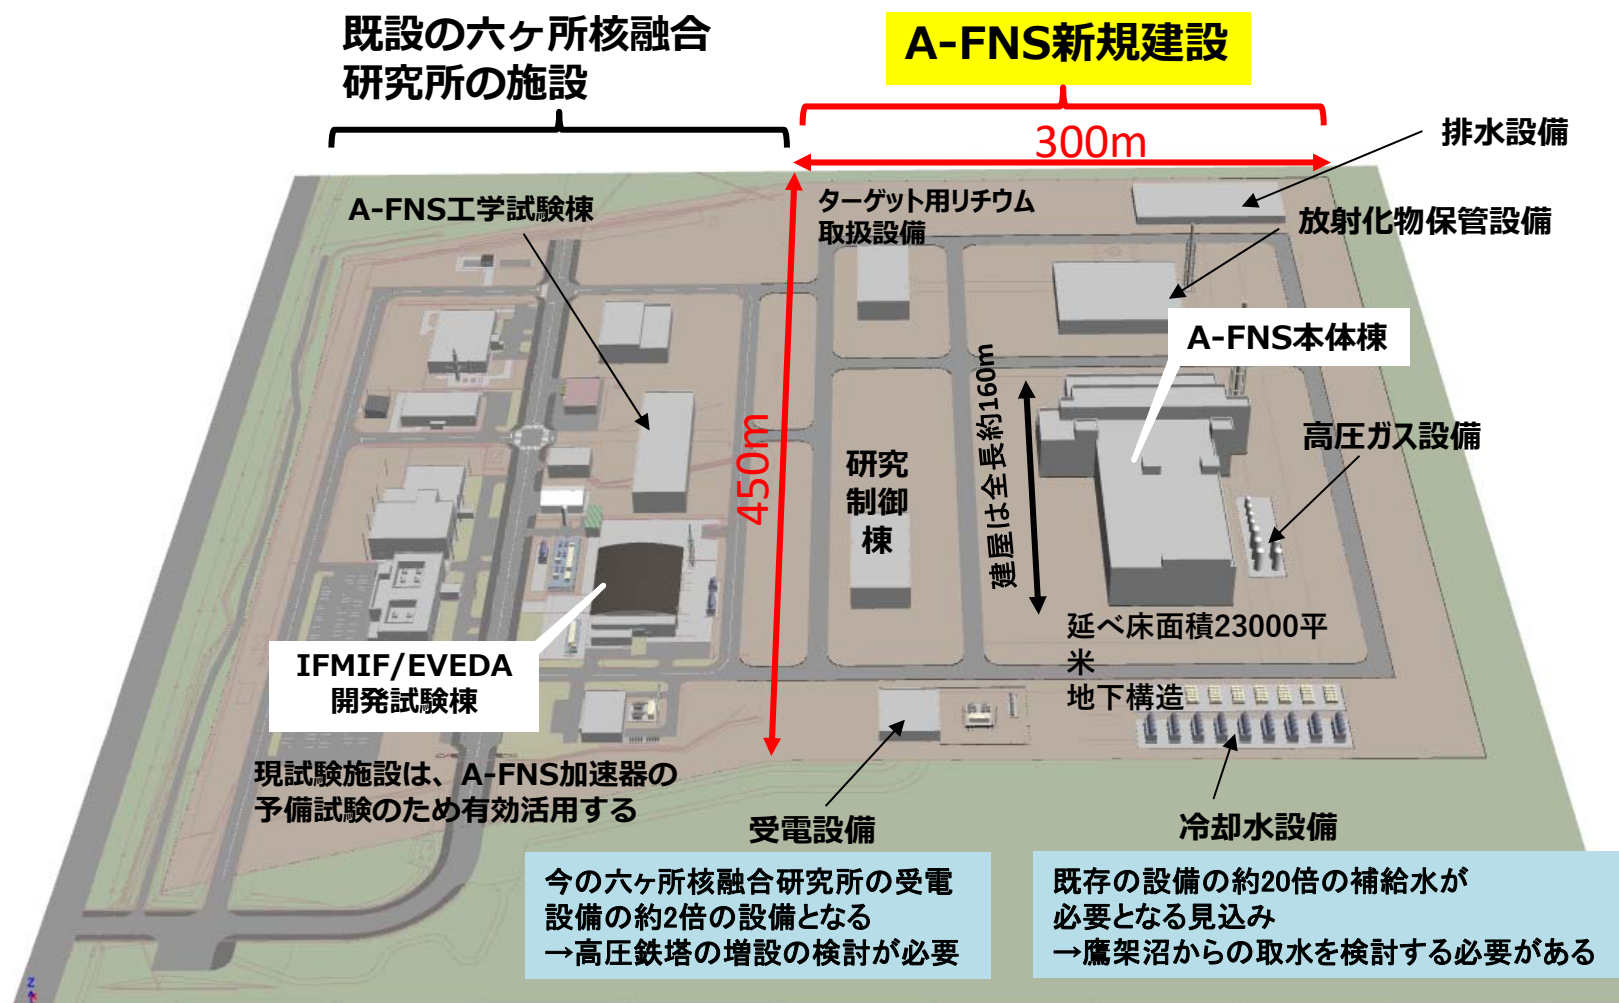 既設の六ヶ所核融合
研究所の施設
A-FNS新規建設
300m
排水設備
A-FNS工学試験棟
ターゲット用リチウム
取扱設備
放射化物保管設備
A-FNS本体棟
建屋は全長約160m
450m
高圧ガス設備
研究
制御
棟
延べ床面積23000平
米
地下構造
IFMIF/EVEDA
開発試験棟
現試験施設は、A-FNS加速器の
予備試験のため有効活用する
受電設備
冷却水設備
今の六ヶ所核融合研究所の受電
設備の約2倍の設備となる
→高圧鉄塔の増設の検討が必要
既存の設備の約20倍の補給水が
必要となる見込み
→鷹架沼からの取水を検討する必要がある
Z